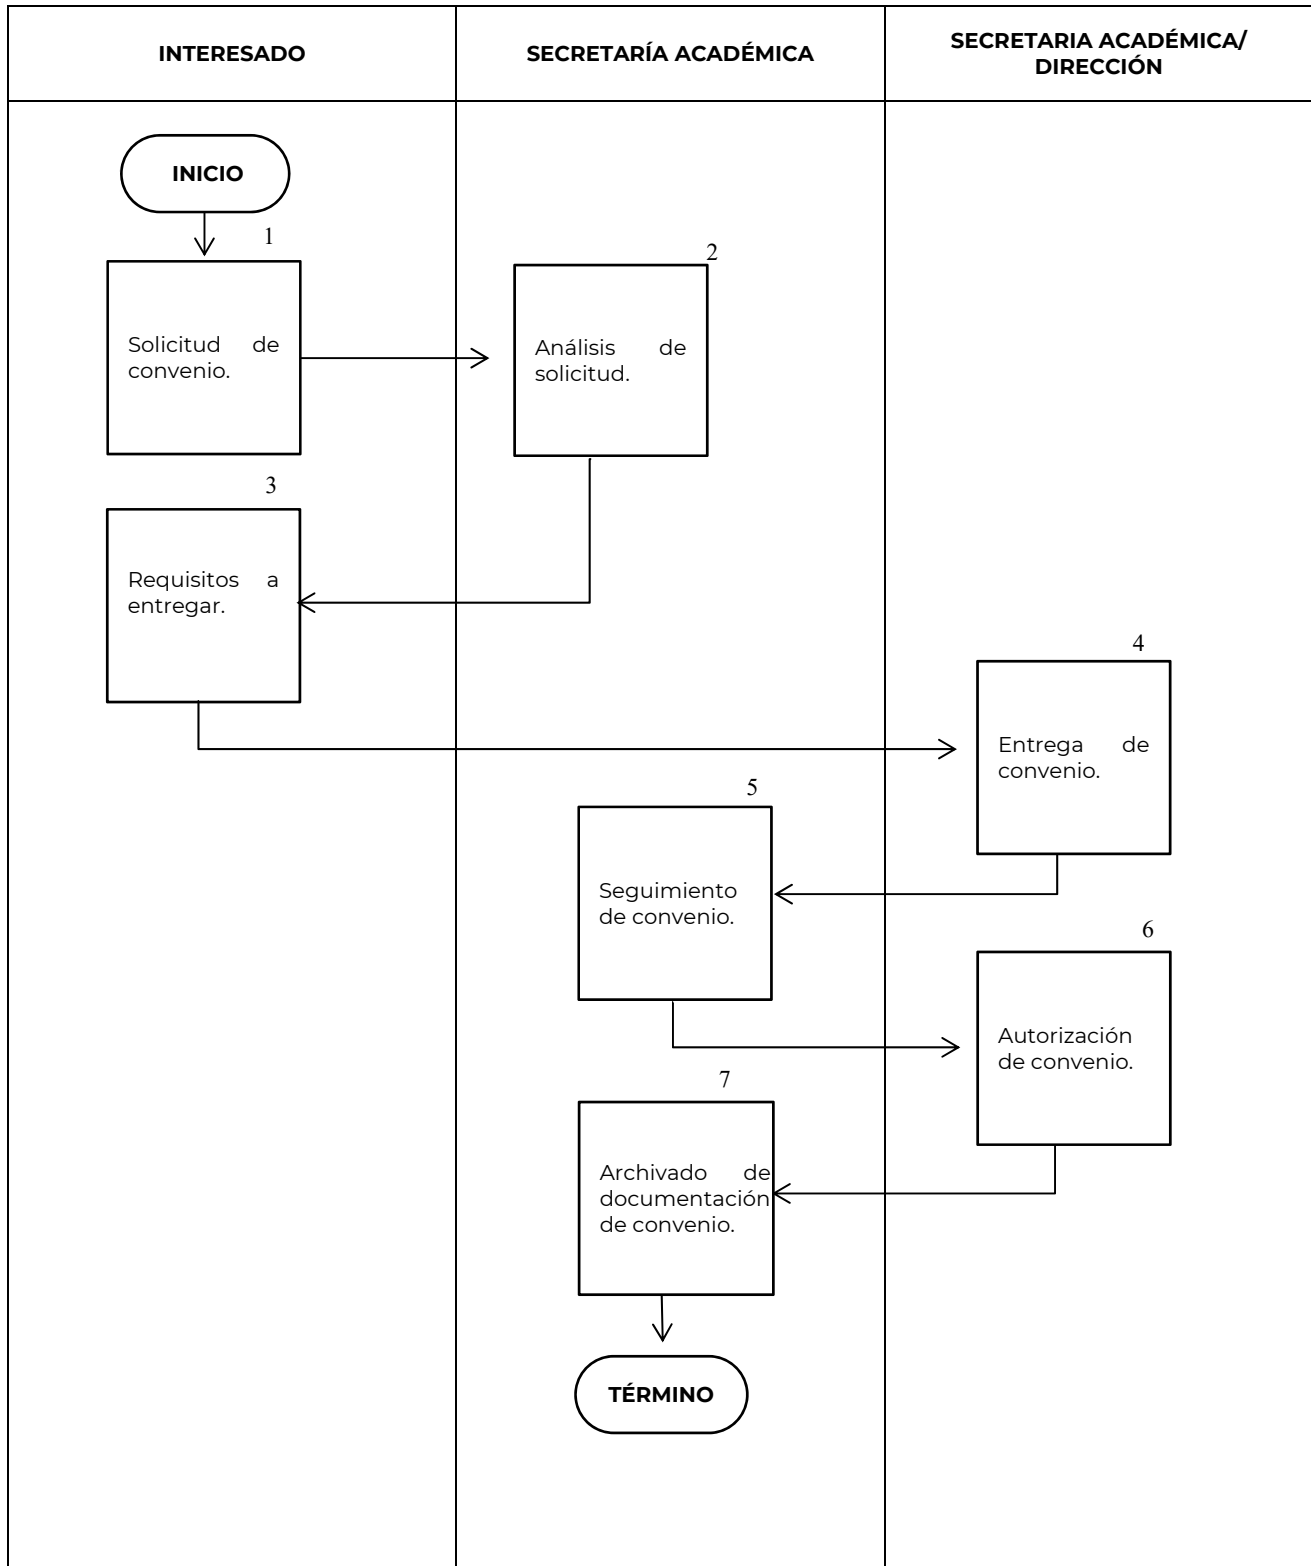 INTERESADO
SECRETARÍA ACADÉMICA
SECRETARIA ACADÉMICA/
DIRECCIÓN
INICIO
1
Solicitud de
convenio.
2
Análisis de
solicitud.
3
Requisitos a
entregar.
4
Entrega de
convenio.
5
Seguimiento
de convenio.
6
Autorización
de convenio.
7
Archivado de
documentación
de convenio.
TÉRMINO